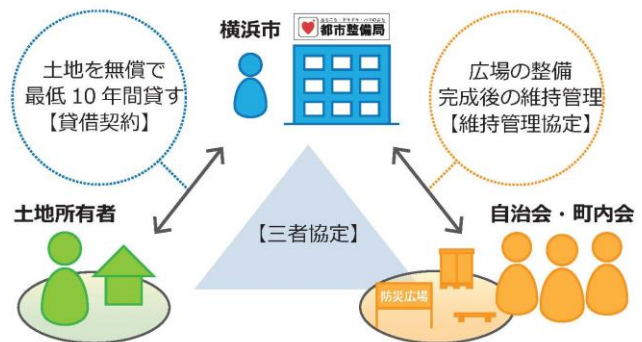 横浜市
都市整備局
土地を無償で
最低 10 年間貸す
【貸借契約】
広場の整備
完成後の維持管理
【維持管理協定】
土地所有者
【三者協定】
自治会・町内会
防災広場